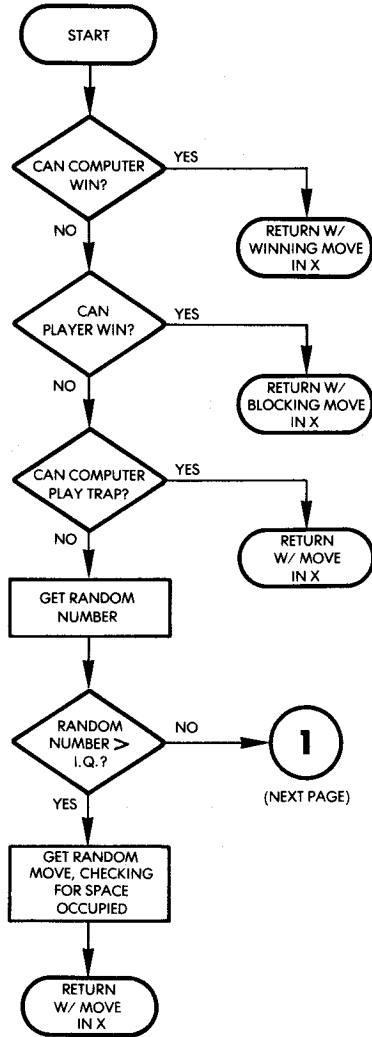 START
CAN COMPUTER
WIN?
YES
NO
RETURN W/
WINNING MOVE
IN X
CAN
PLAYER WIN?
YES
NO
RETURN W/
BLOCKING MOVE
IN X
CAN COMPUTER
PLAY TRAP?
YES
NO
RETURN
W/ MOVE
IN X
GET RANDOM
NUMBER
RANDOM
NUMBER >
I.Q.?
NO
YES
1
(NEXT PAGE)
GET RANDOM
MOVE, CHECKING
FOR SPACE
OCCUPIED
RETURN
W/ MOVE
IN X